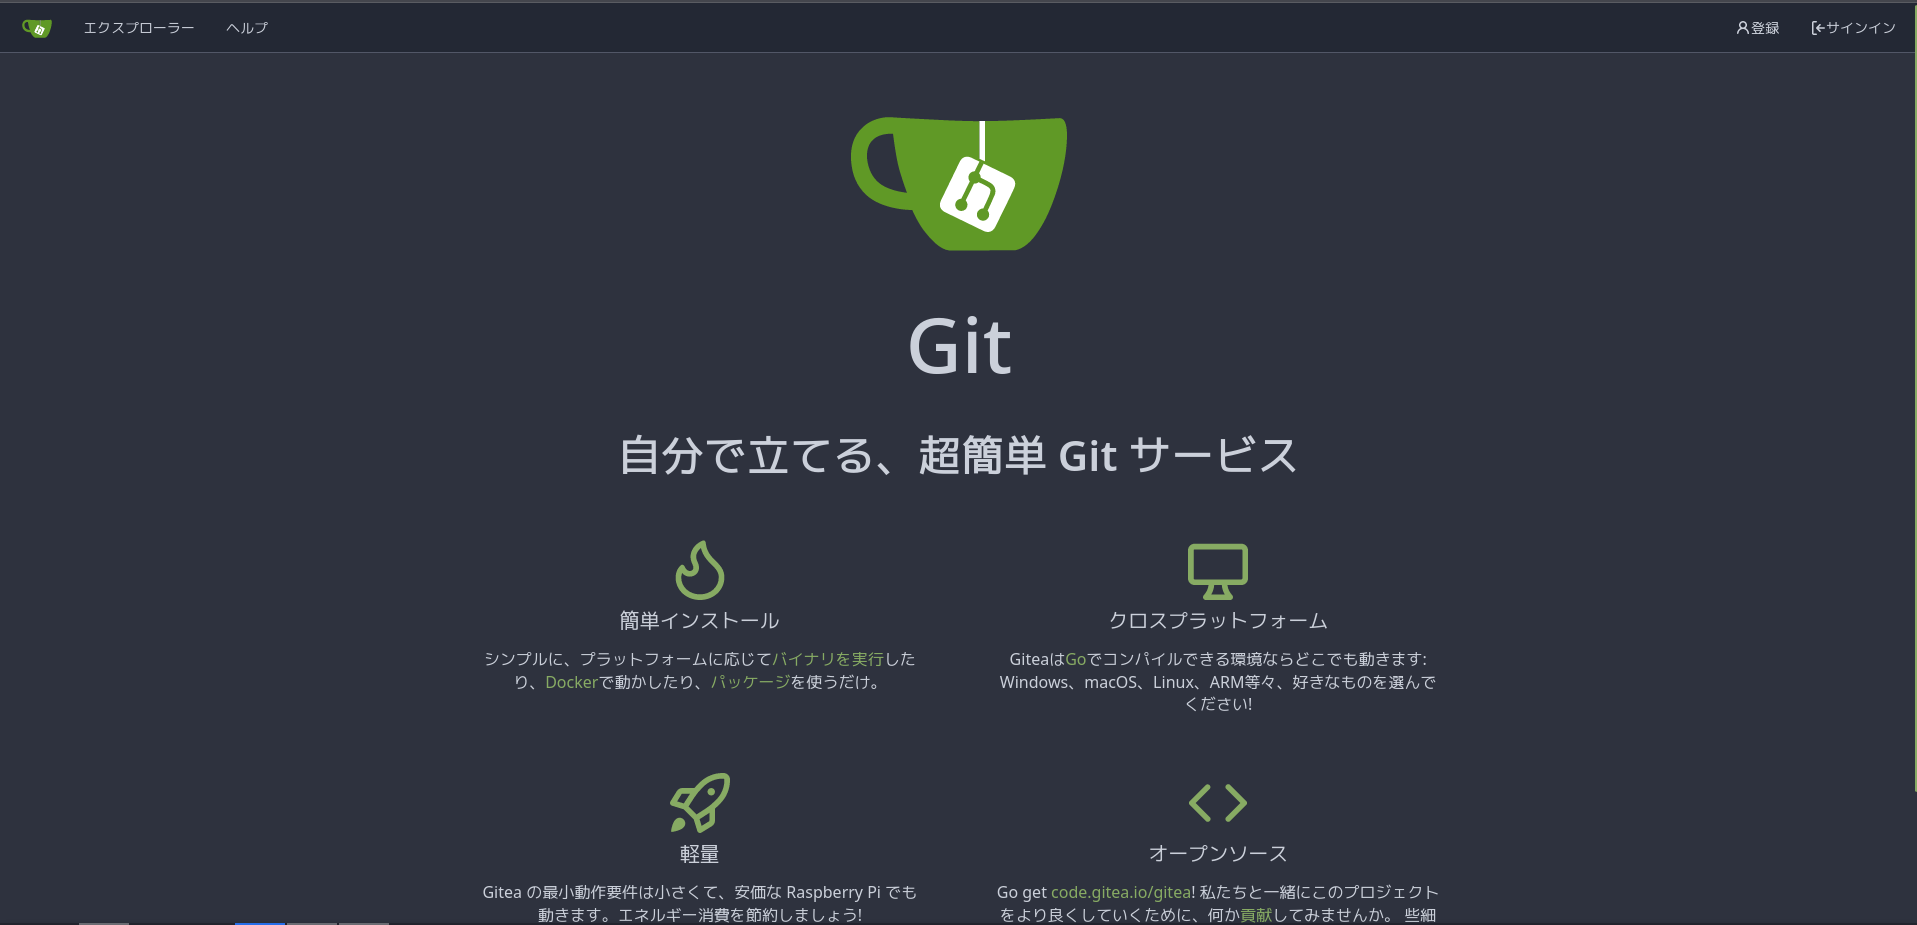 エクスプローラー ヘルプ 登録 サインイン
Git
自分で立てる、超簡単 Git サービス
簡単インストール
シンプルに、プラットフォームに応じてバイナリを実行した
り、Dockerで動かしたり、パッケージを使うだけ。
クロスプラットフォーム
GiteaはGoでコンパイルできる環境ならどこでも動きます:
Windows、macOS、Linux、ARM等々、好きなものを選んで
ください!
軽量
Gitea の最小動作要件は小さくて、安価な Raspberry Pi でも
動きます。エネルギー消費を節約しましょう!
オープンソース
Go get code.gitea.io/gitea! 私たちと一緒にこのプロジェクト
をより良くしていくために、何か貢献してみませんか。 些細